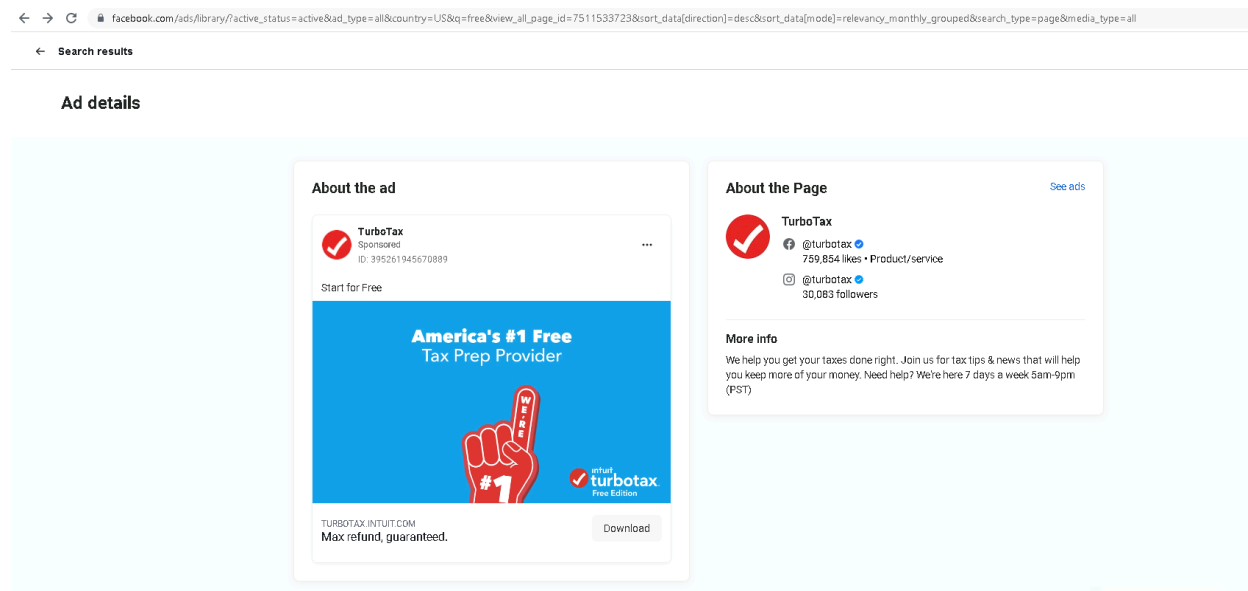 facebook.com/ads/library/?active_status=active&ad_type=all&country=US&q=free&view_all_page_id=7511533723&sort_data[direction]=desc&sort_data[mode]=relevancy_monthly_grouped&search_type=page&media_type=all
Search results
Ad details
About the ad
TurboTax
Sponsored
ID: 395261945670889
Start for Free
America's #1 Free
Tax Prep Provider
WE'RE
#1
intuit
turbotax.
Free Edition
TURBOTAX.INTUIT.COM
Max refund, guaranteed.
Download
About the Page
See ads
TurboTax
@turbotax
759,854 likes • Product/service
@turbotax
30,083 followers
More info
We help you get your taxes done right. Join us for tax tips & news that will help
you keep more of your money. Need help? We're here 7 days a week 5am-9pm
(PST)